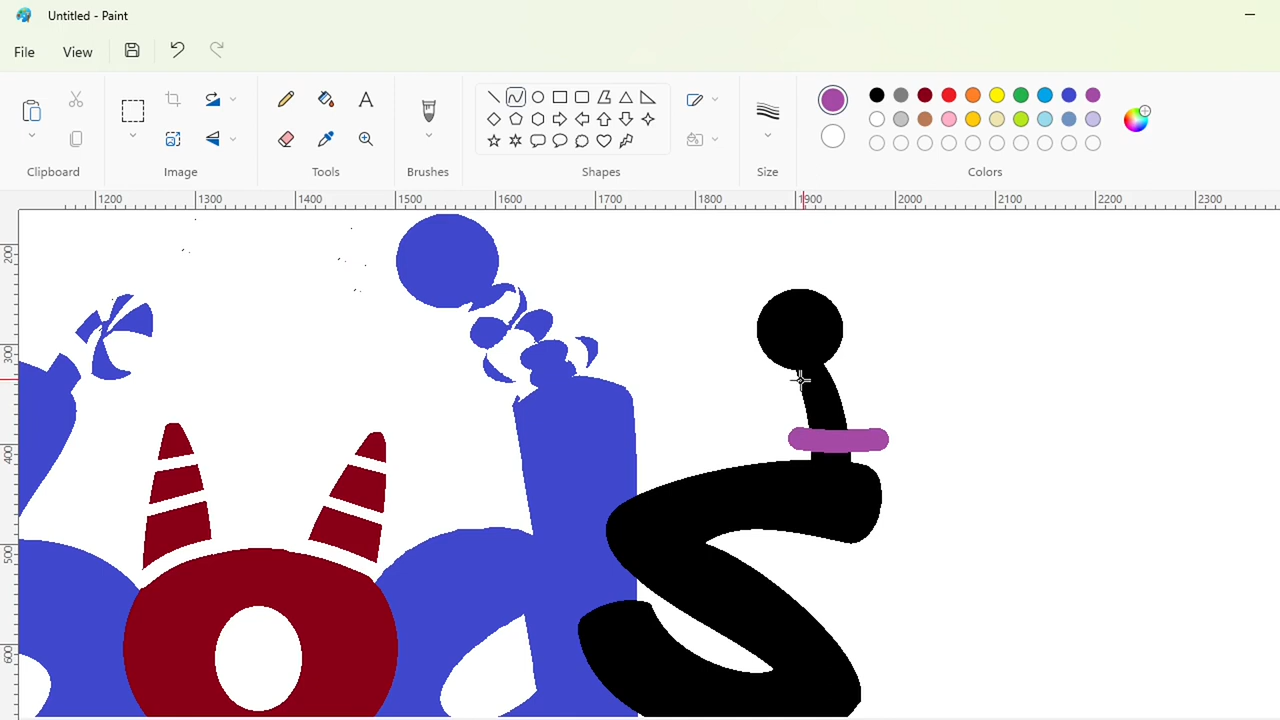 Untitled - Paint
File View
Clipboard Image Tools Brushes Shapes Size Colors
1200 1300 1400 1500 1600 1700 1800 1900 2000 2100 2200 2300
200
300
400
500
600
ods